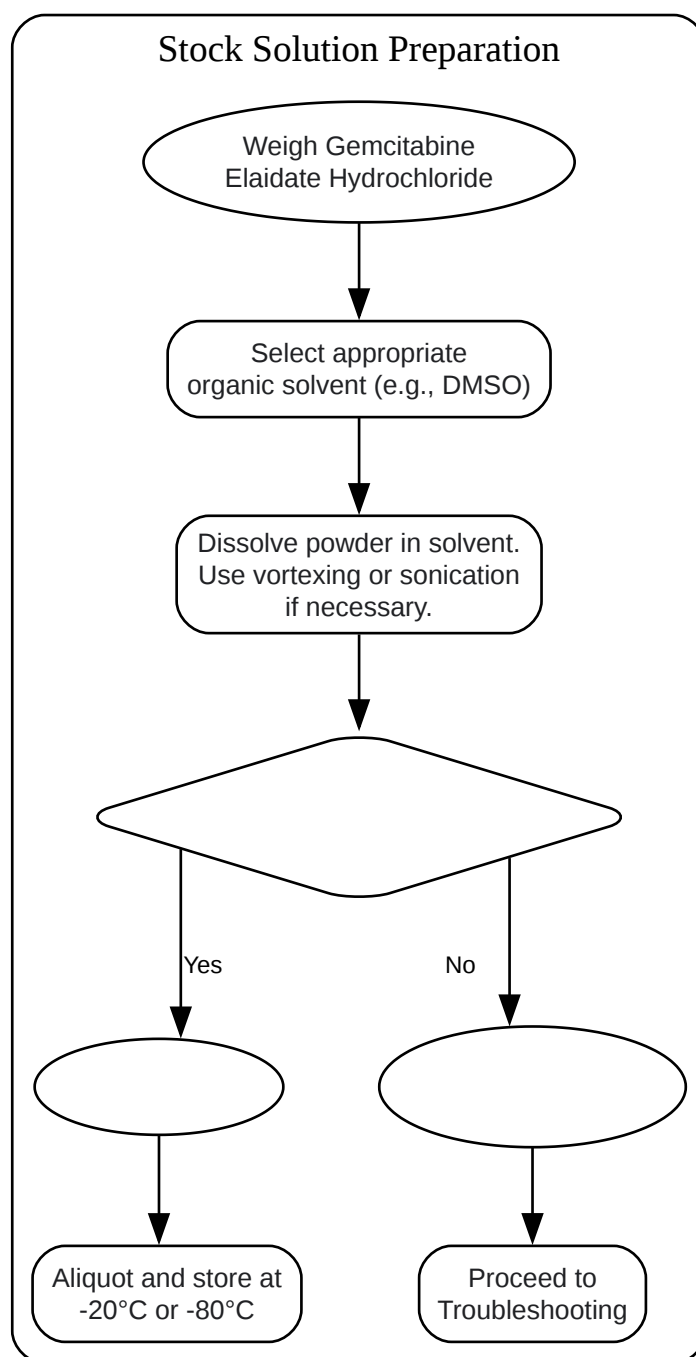 Stock Solution Preparation
Weigh Gemcitabine
Elaidate Hydrochloride
Select appropriate
organic solvent (e.g., DMSO)
Dissolve powder in solvent.
Use vortexing or sonication
if necessary.
Yes
No
Aliquot and store at
-20°C or -80°C
Proceed to
Troubleshooting